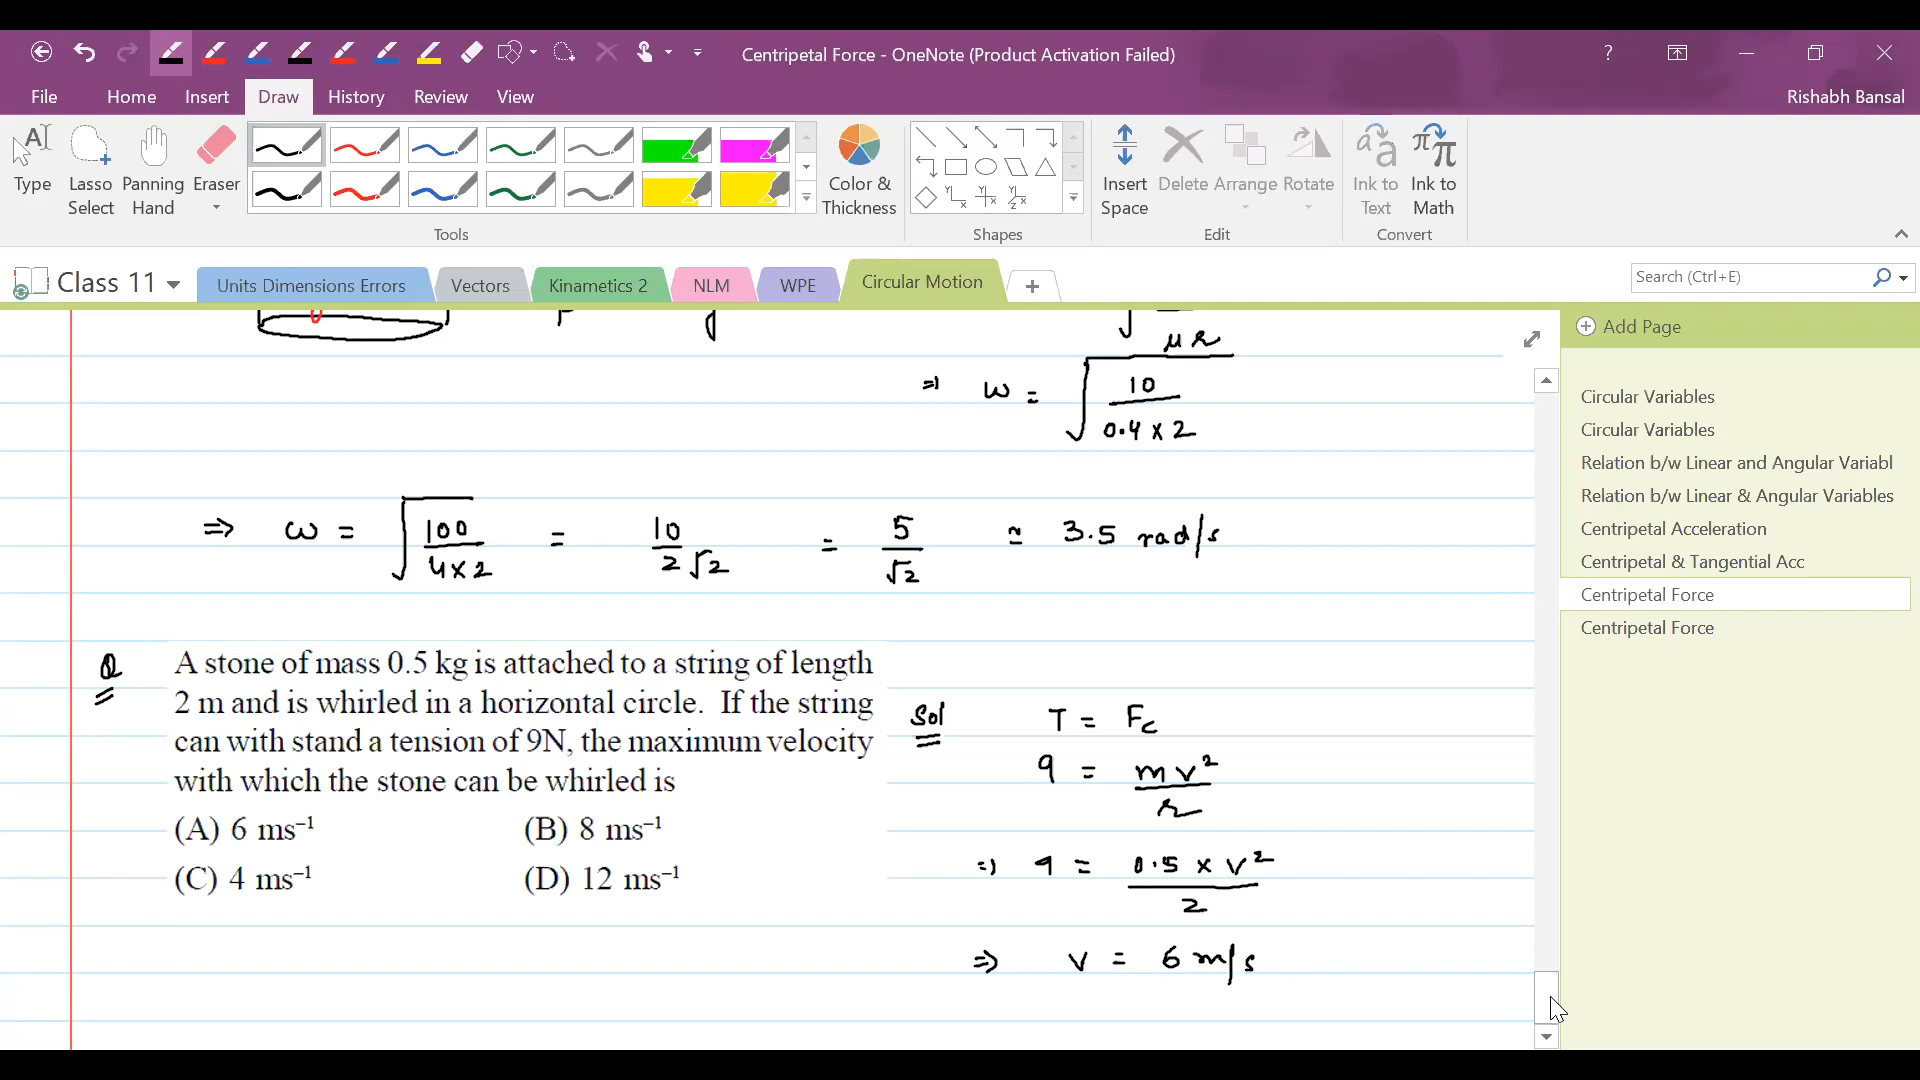 Centripetal Force - OneNote (Product Activation Failed)
?
File Home Insert Draw History Review View
Rishabh Bansal
Type
Lasso Select
Panning Hand
Eraser
Color & Thickness
Insert Space
Delete
Arrange
Rotate
Ink to Text
Ink to Math
Tools
Shapes
Edit
Convert
Class 11
Units Dimensions Errors
Vectors
Kinametics 2
NLM
WPE
Circular Motion
Search (Ctrl+E)
Add Page
Circular Variables
Circular Variables
Relation b/w Linear and Angular Variabl
Relation b/w Linear & Angular Variables
Centripetal Acceleration
Centripetal & Tangential Acc
Centripetal Force
Centripetal Force
μ r
⇒ ω = √(10 / 0.4 × 2)
⇒ ω = √(100 / 4×2) = 10 / 2√2 = 5 / √2 ≃ 3.5 rad/s
Q A stone of mass 0.5 kg is attached to a string of length
2 m and is whirled in a horizontal circle. If the string
can with stand a tension of 9N, the maximum velocity
with which the stone can be whirled is
(A) 6 ms⁻¹ (B) 8 ms⁻¹
(C) 4 ms⁻¹ (D) 12 ms⁻¹
Sol T = Fc
9 = mv² / r
⇒ 9 = 0.5 × v² / 2
⇒ v = 6 m/s